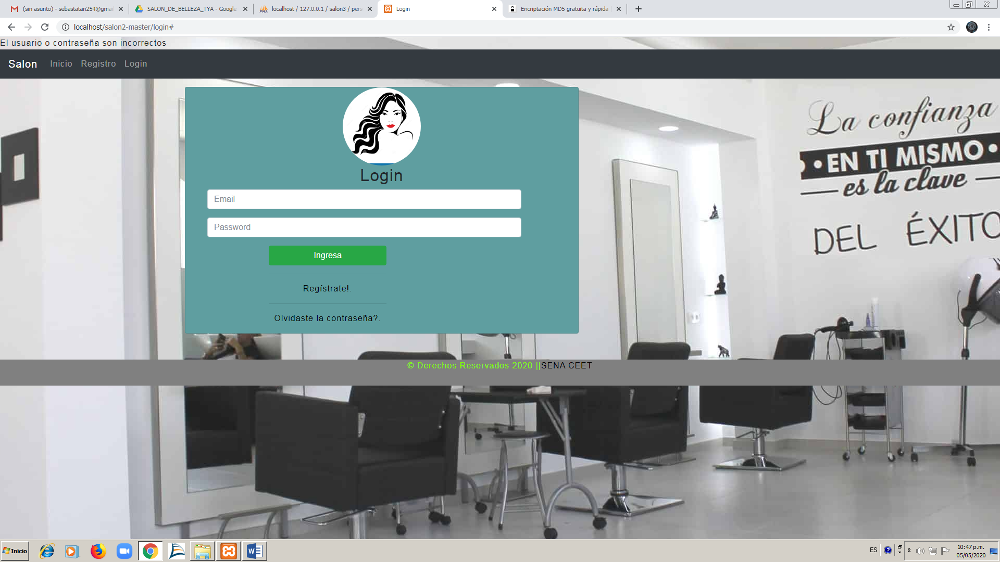 (sin asunto) - sebastatan254@gmai
SALON_DE_BELLEZA_TYA - Google
localhost / 127.0.0.1 / salon3 / pers
Login
Encriptación MD5 gratuita y rápida
localhost/salon2-master/login#
El usuario o contraseña son incorrectos
Salon Inicio Registro Login
La confianza
EN TI MISMO
es la clave
DEL ÉXITO
Login
Email
Password
Ingresa
Regístrate!.
Olvidaste la contraseña?.
© Derechos Reservados 2020 ||SENA CEET
Inicio
ES
10:47 p.m.
05/05/2020